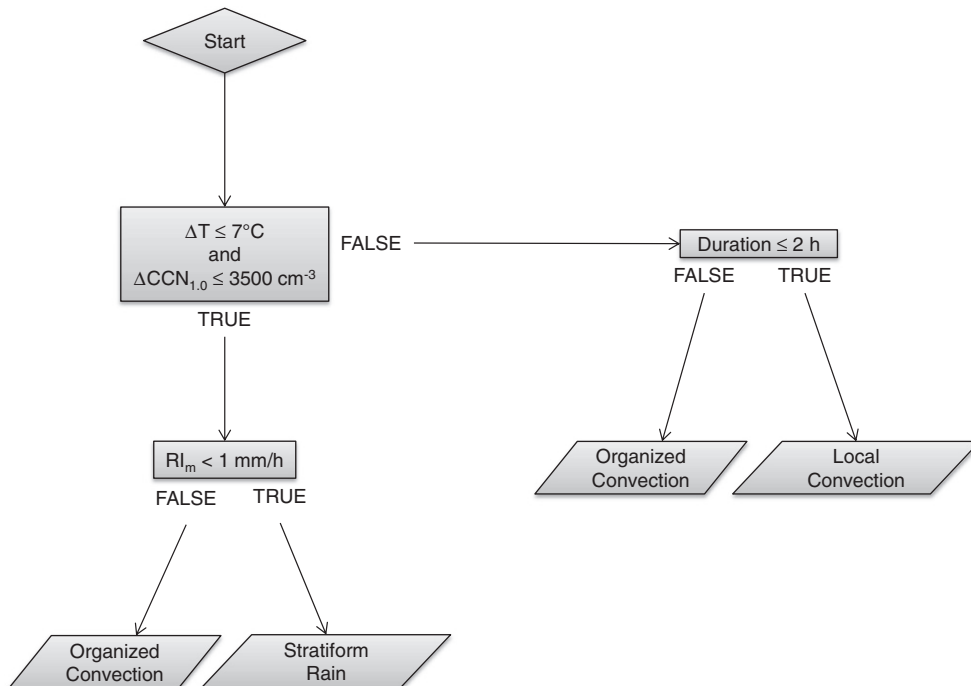 Start
ΔT ≤ 7°C
and
ΔCCN₁.₀ ≤ 3500 cm⁻³
FALSE
TRUE
Duration ≤ 2 h
FALSE TRUE
Organized
Convection
Local
Convection
RIₘ < 1 mm/h
FALSE TRUE
Organized
Convection
Stratiform
Rain